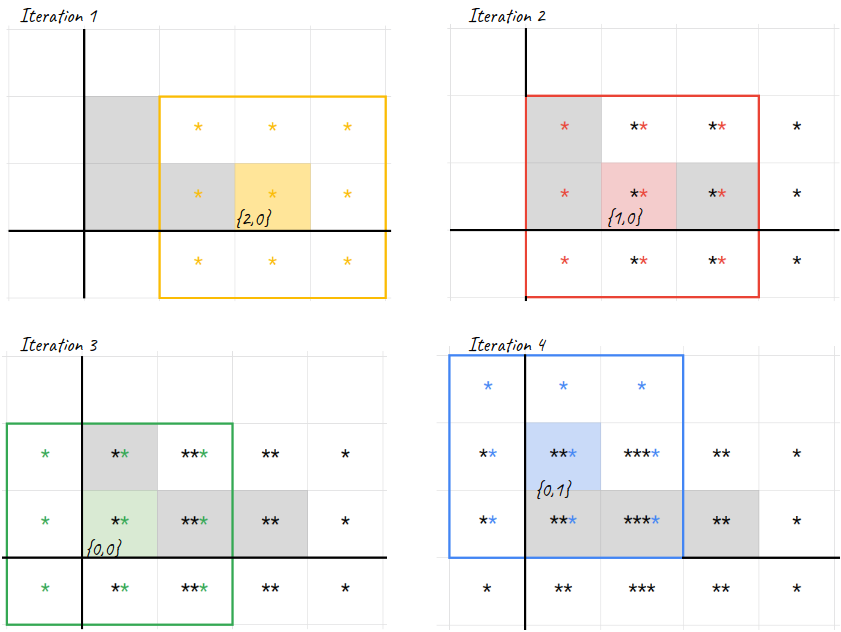 Iteration 1
* * *
* * *
{2,0}
* * *
Iteration 2
* ** ** *
* ** ** *
{1,0}
* ** ** *
Iteration 3
* ** *** ** *
* ** *** ** *
{0,0}
* ** *** ** *
Iteration 4
* * *
** *** **** ** *
{0,1}
** *** **** ** *
* ** *** ** *